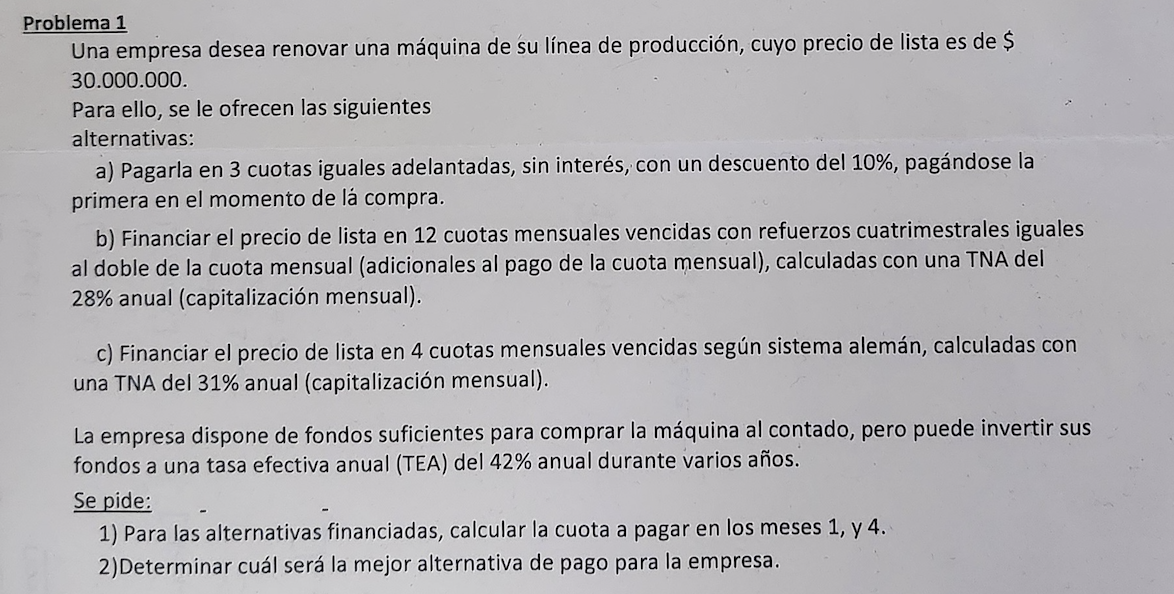 Problema 1
Una empresa desea renovar una máquina de su línea de producción, cuyo precio de lista es de $
30.000.000.
Para ello, se le ofrecen las siguientes
alternativas:
a) Pagarla en 3 cuotas iguales adelantadas, sin interés, con un descuento del 10%, pagándose la
primera en el momento de lá compra.
b) Financiar el precio de lista en 12 cuotas mensuales vencidas con refuerzos cuatrimestrales iguales
al doble de la cuota mensual (adicionales al pago de la cuota mensual), calculadas con una TNA del
28% anual (capitalización mensual).
c) Financiar el precio de lista en 4 cuotas mensuales vencidas según sistema alemán, calculadas con
una TNA del 31% anual (capitalización mensual).
La empresa dispone de fondos suficientes para comprar la máquina al contado, pero puede invertir sus
fondos a una tasa efectiva anual (TEA) del 42% anual durante varios años.
Se pide:
1) Para las alternativas financiadas, calcular la cuota a pagar en los meses 1, y 4.
2)Determinar cuál será la mejor alternativa de pago para la empresa.